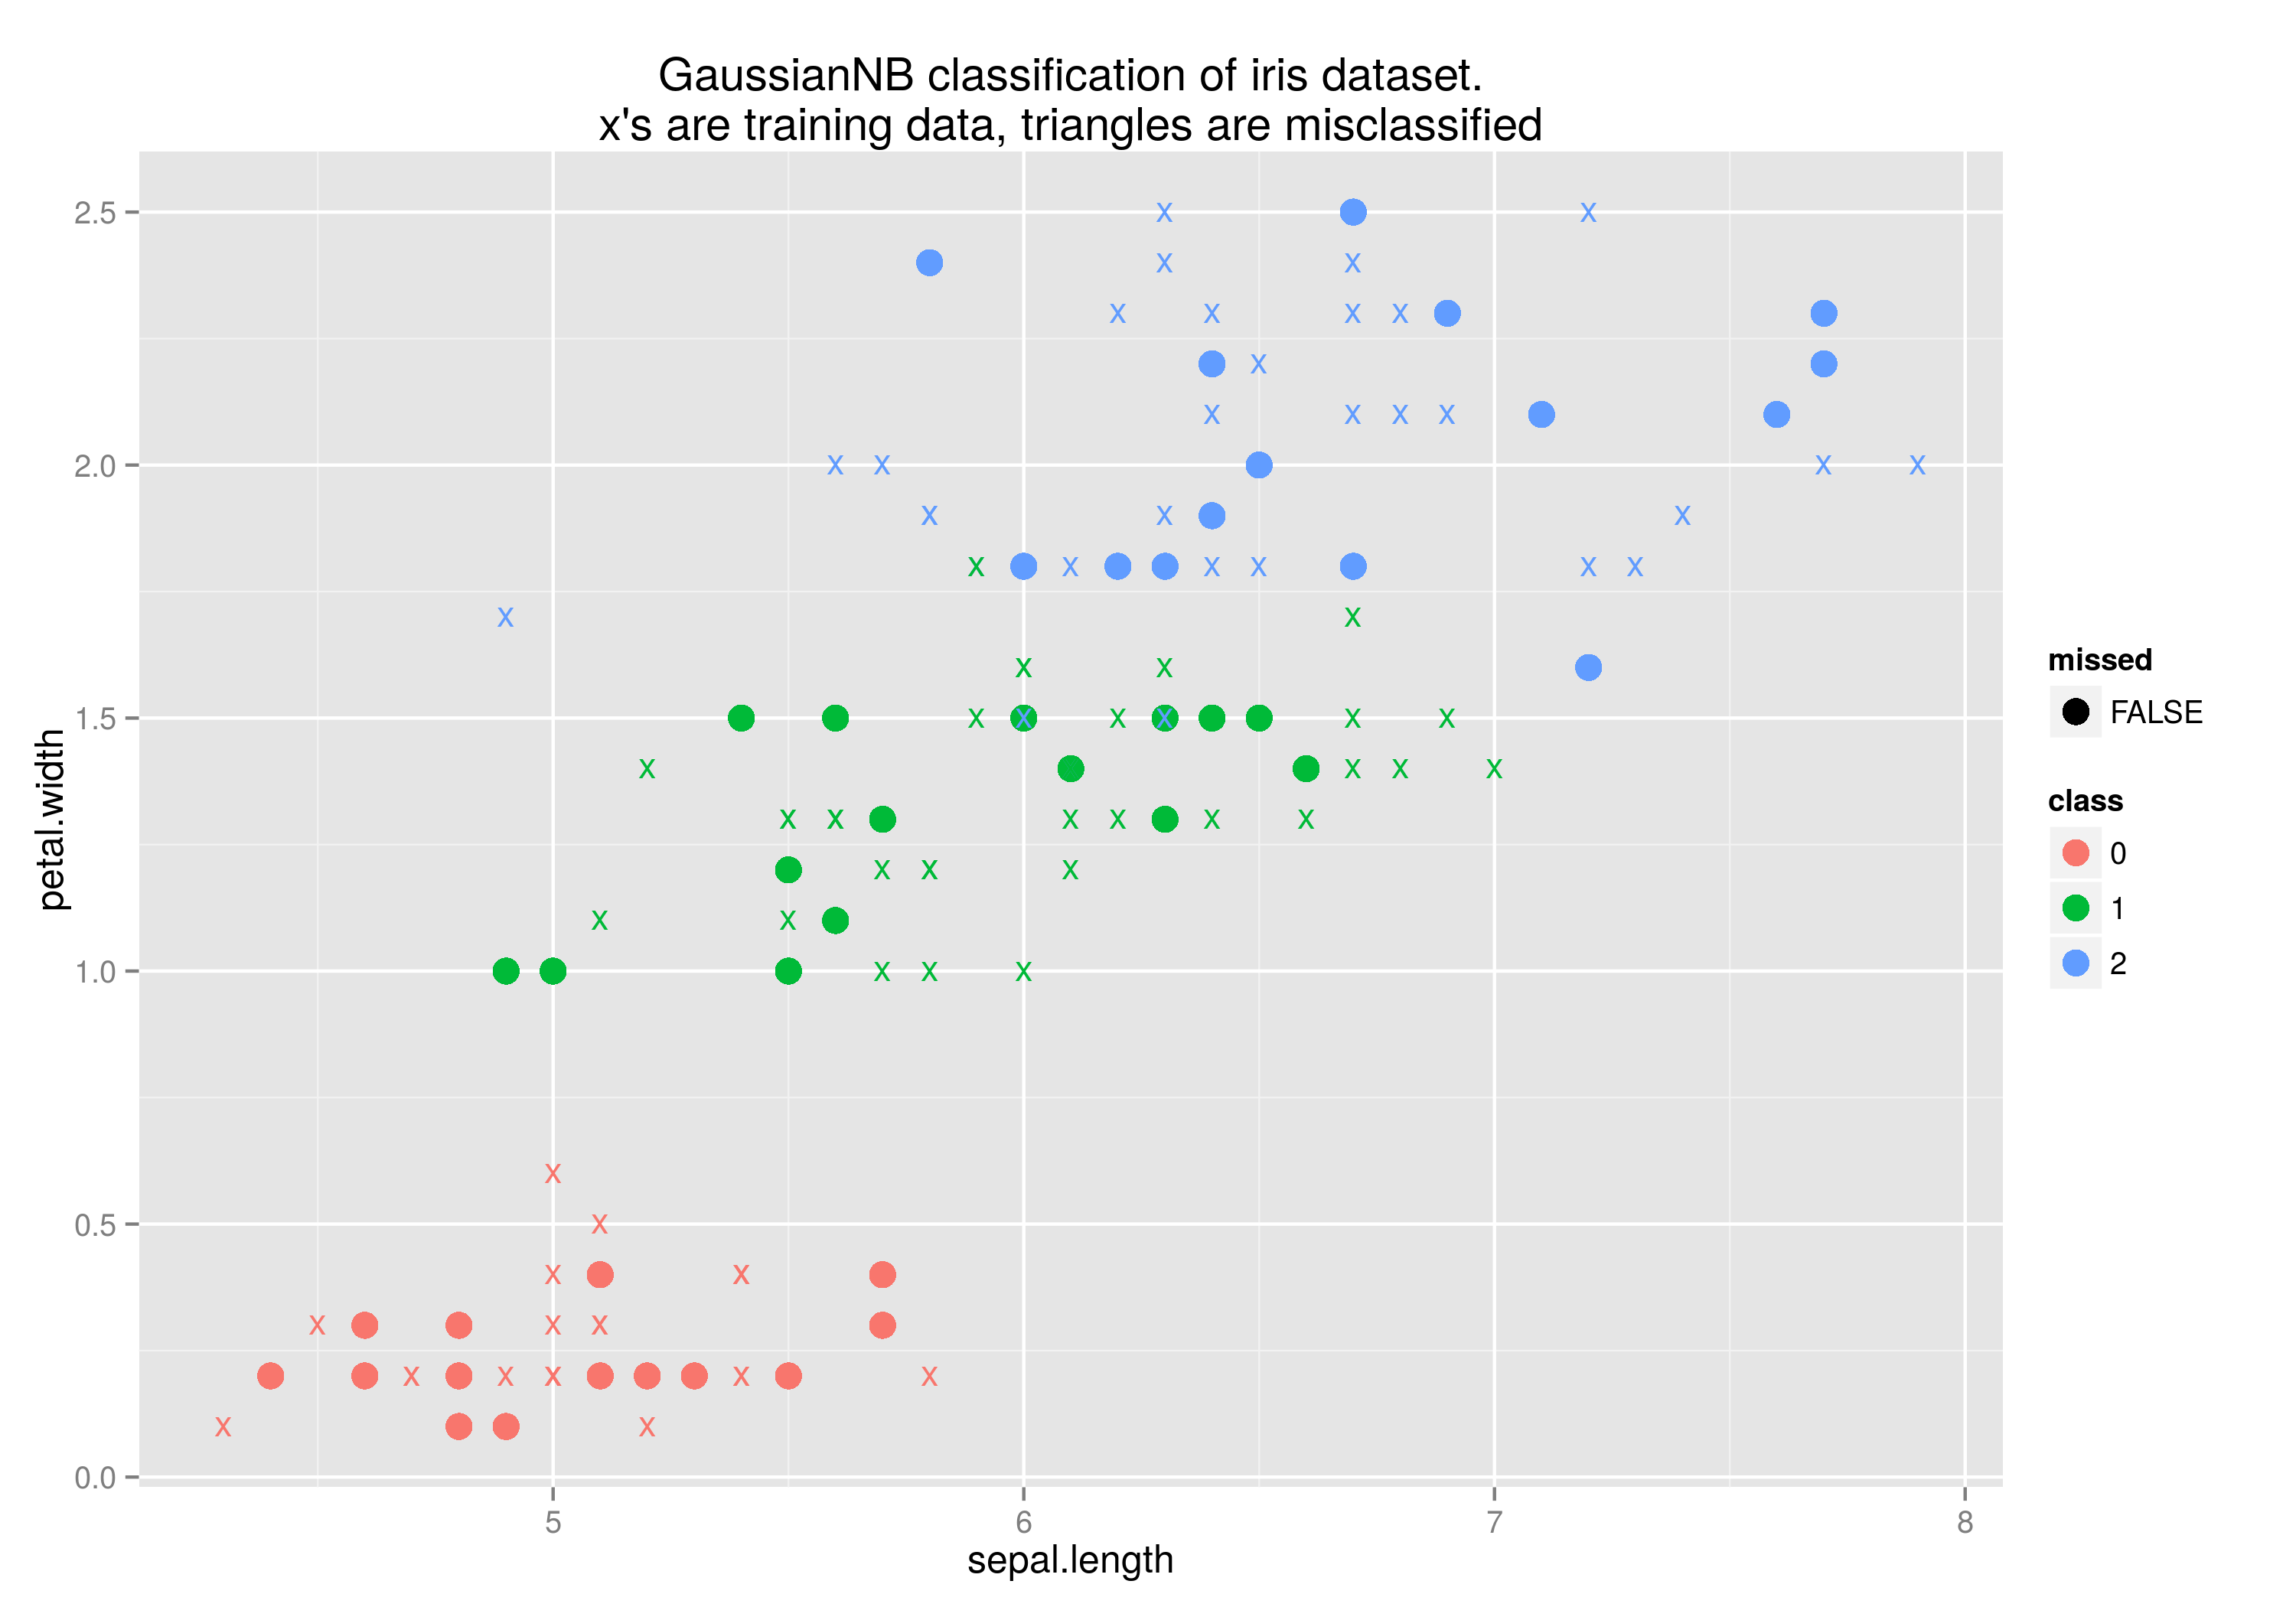 GaussianNB classification of iris dataset.
x's are training data, triangles are misclassified
2.5
2.0
1.5
1.0
0.5
0.0
petal.width
5
6
7
8
sepal.length
missed
FALSE
class
0
1
2